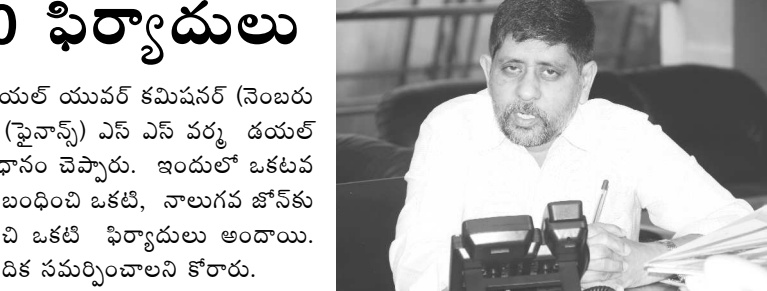 0 ఫిర్యాదులు
యల్ యువర్ కమిషనర్ (నెంబరు
(ఫైనాన్స్) ఎస్ ఎస్ వర్మ డయల్
ధానం చెప్పారు. ఇందులో ఒకటవ
బంధించి ఒకటి, నాలుగవ జోన్‌కు
చి ఒకటి ఫిర్యాదులు అందాయి.
దిక సమర్పించాలని కోరారు.